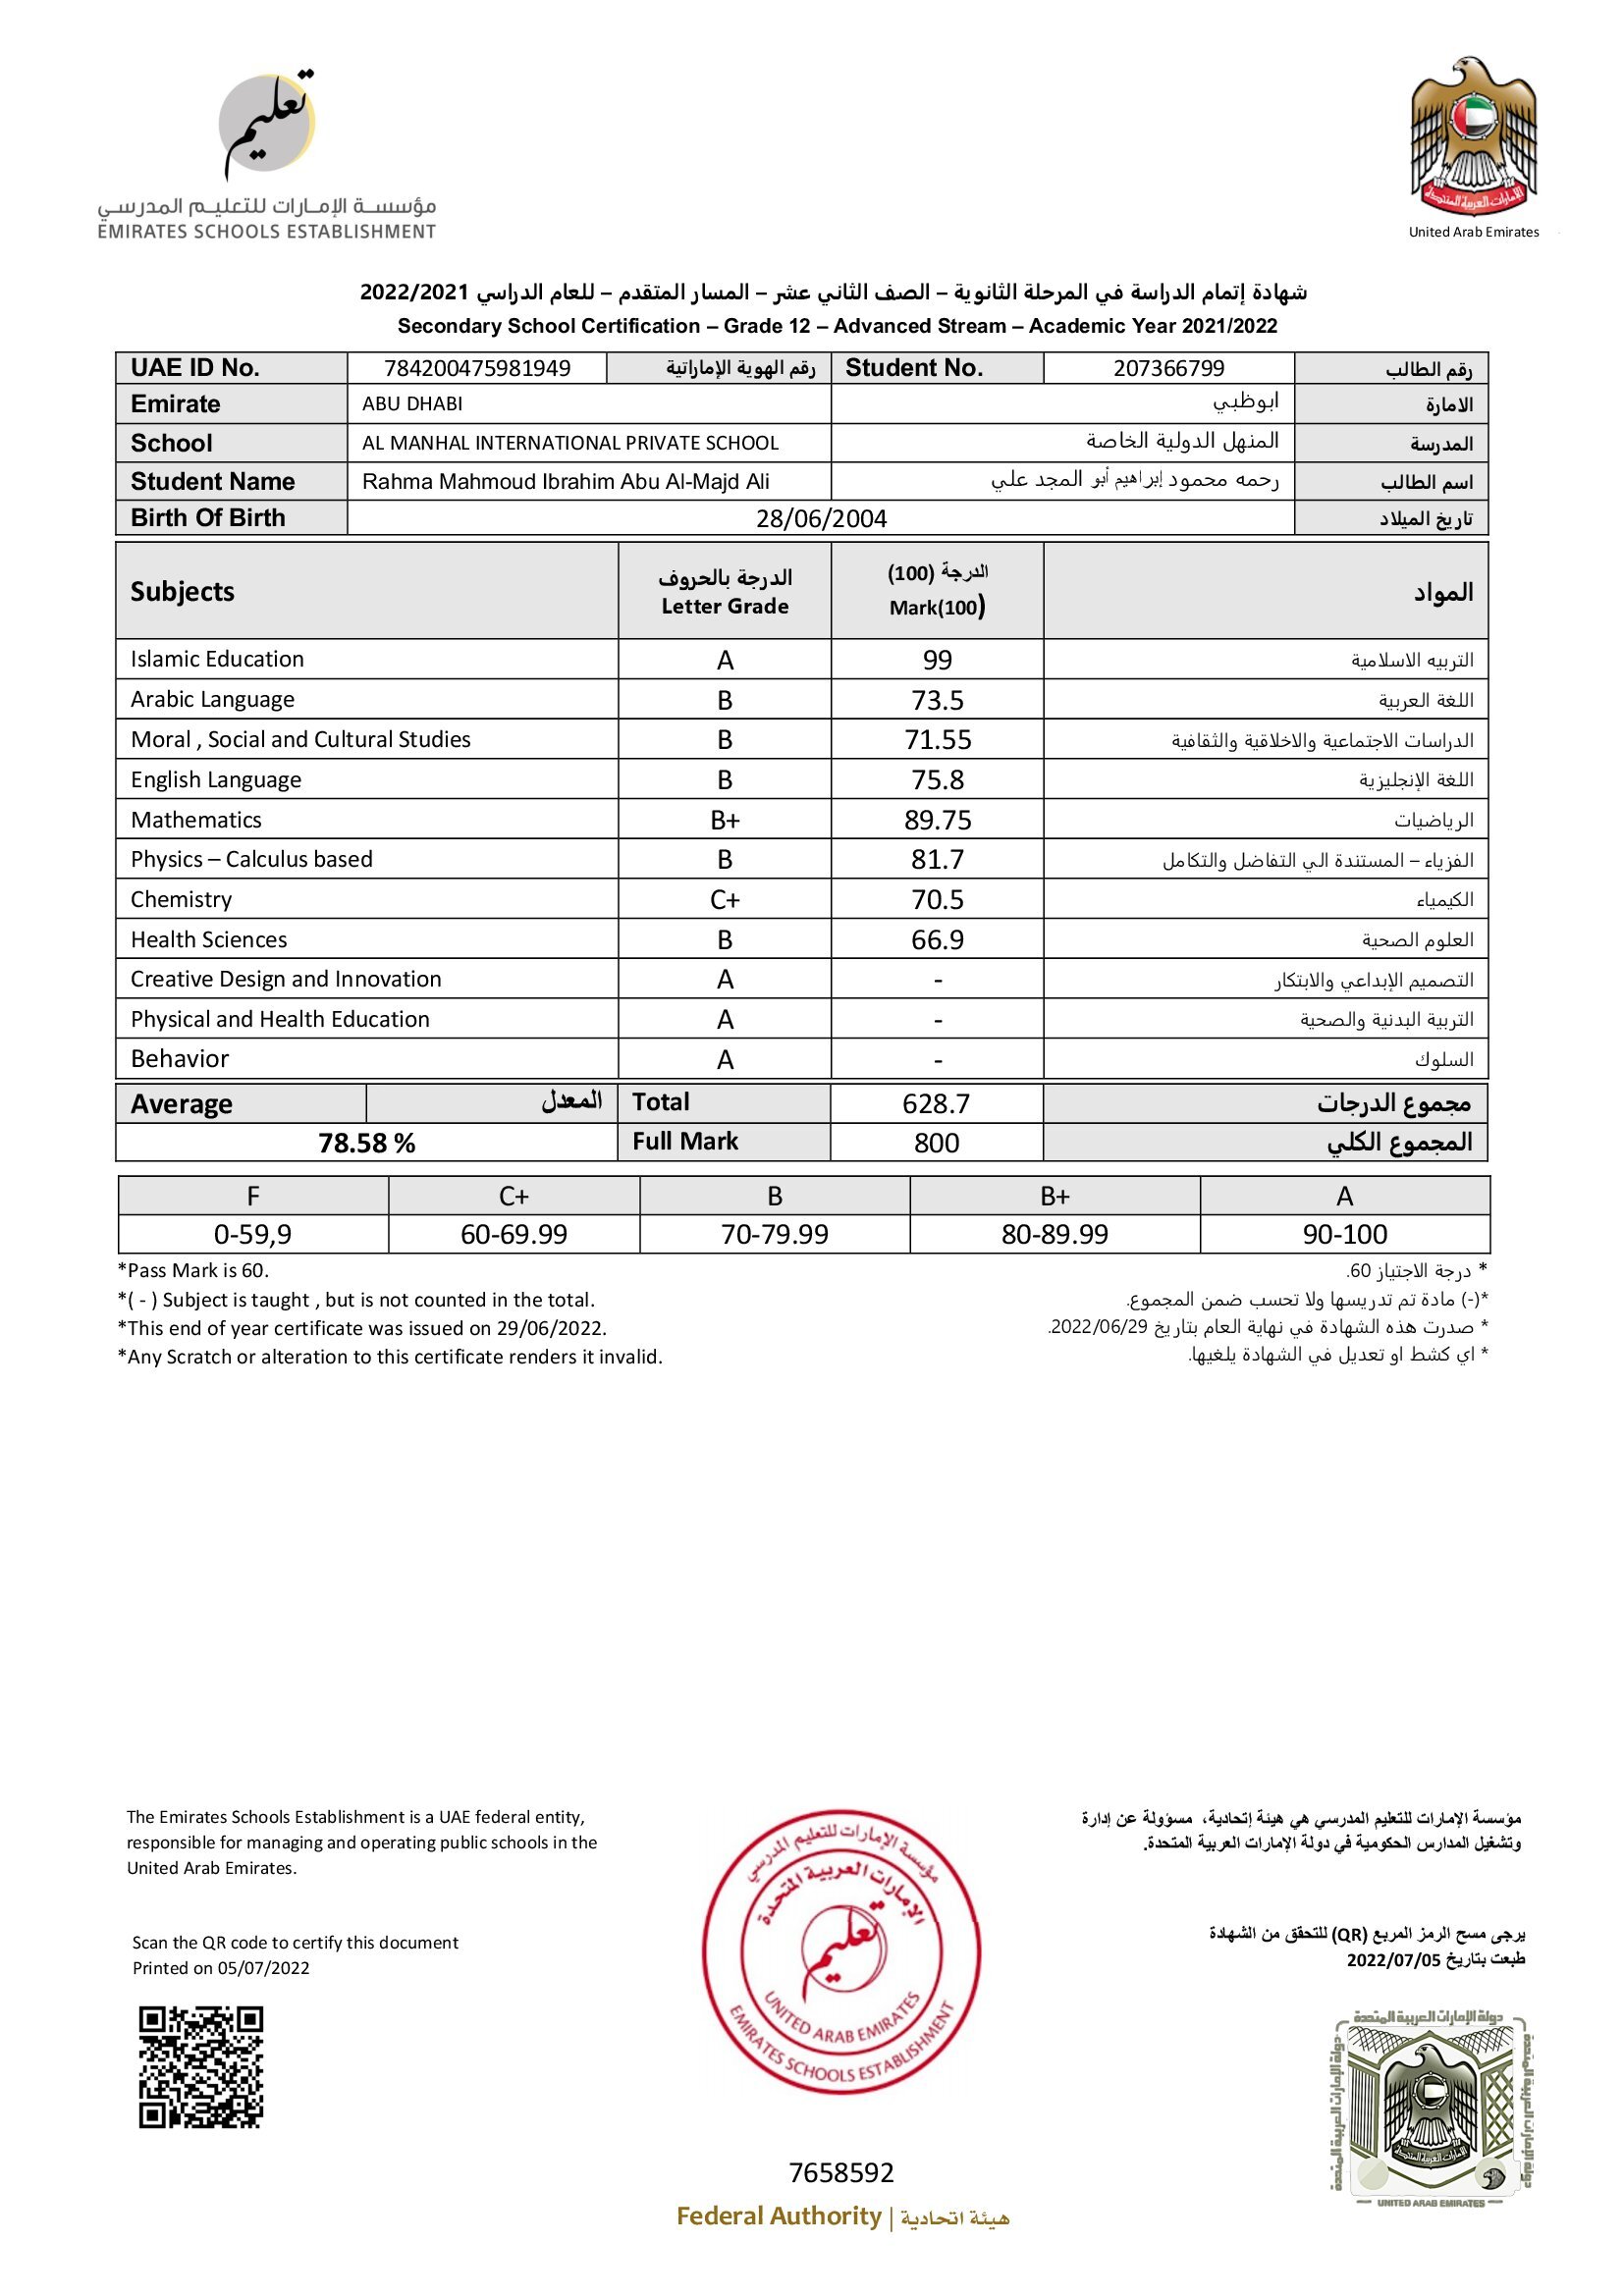 تعليم
مؤسسة الإمارات للتعليم المدرسي
EMIRATES SCHOOLS ESTABLISHMENT
الإمارات العربية المتحدة
United Arab Emirates
شهادة إتمام الدراسة في المرحلة الثانوية – الصف الثاني عشر – المسار المتقدم – للعام الدراسي 2022/2021
Secondary School Certification – Grade 12 – Advanced Stream – Academic Year 2021/2022
UAE ID No. 784200475981949 رقم الهوية الإماراتية Student No. 207366799 رقم الطالب
Emirate ABU DHABI ابوظبي الامارة
School AL MANHAL INTERNATIONAL PRIVATE SCHOOL المنهل الدولية الخاصة المدرسة
Student Name Rahma Mahmoud Ibrahim Abu Al-Majd Ali رحمه محمود إبراهيم أبو المجد علي اسم الطالب
Birth Of Birth 28/06/2004 تاريخ الميلاد
Subjects الدرجة بالحروف Letter Grade الدرجة (100) Mark(100) المواد
Islamic Education A 99 التربيه الاسلامية
Arabic Language B 73.5 اللغة العربية
Moral , Social and Cultural Studies B 71.55 الدراسات الاجتماعية والاخلاقية والثقافية
English Language B 75.8 اللغة الإنجليزية
Mathematics B+ 89.75 الرياضيات
Physics – Calculus based B 81.7 الفزياء – المستندة الي التفاضل والتكامل
Chemistry C+ 70.5 الكيمياء
Health Sciences B 66.9 العلوم الصحية
Creative Design and Innovation A - التصميم الإبداعي والابتكار
Physical and Health Education A - التربية البدنية والصحية
Behavior A - السلوك
Average المعدل Total 628.7 مجموع الدرجات
78.58 % Full Mark 800 المجموع الكلي
F C+ B B+ A
0-59,9 60-69.99 70-79.99 80-89.99 90-100
*Pass Mark is 60. * درجة الاجتياز 60.
*( - ) Subject is taught , but is not counted in the total. *(-) مادة تم تدريسها ولا تحسب ضمن المجموع.
*This end of year certificate was issued on 29/06/2022. * صدرت هذه الشهادة في نهاية العام بتاريخ 2022/06/29.
*Any Scratch or alteration to this certificate renders it invalid. * اي كشط او تعديل في الشهادة يلغيها.
The Emirates Schools Establishment is a UAE federal entity,
responsible for managing and operating public schools in the
United Arab Emirates.
مؤسسة الإمارات للتعليم المدرسي هي هيئة إتحادية، مسؤولة عن إدارة
وتشغيل المدارس الحكومية في دولة الإمارات العربية المتحدة.
Scan the QR code to certify this document
Printed on 05/07/2022
يرجى مسح الرمز المربع (QR) للتحقق من الشهادة
طبعت بتاريخ 2022/07/05
مؤسسة الإمارات للتعليم المدرسي
الإمارات العربية المتحدة
تعليم
UNITED ARAB EMIRATES
EMIRATES SCHOOLS ESTABLISHMENT
دولة الإمارات العربية المتحدة
دولة الإمارات العربية المتحدة
دولة الإمارات العربية المتحدة
الإمارات العربية المتحدة
UNITED ARAB EMIRATES
7658592
Federal Authority | هيئة اتحادية